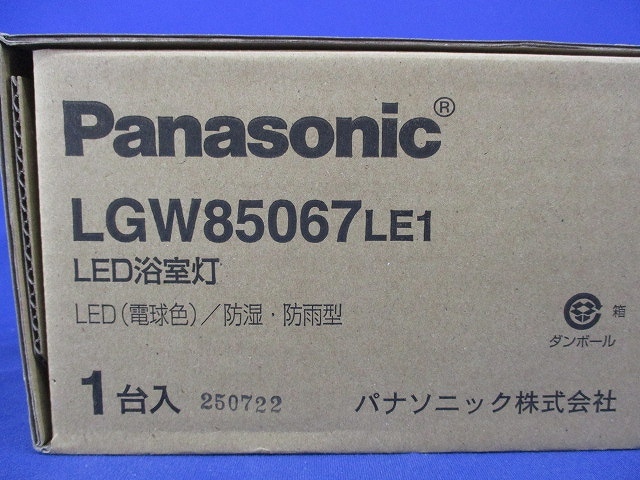 Panasonic®
LGW85067LE1
LED浴室灯
LED(電球色)／防湿・防雨型
箱
ダンボール
1台入 250722 パナソニック株式会社